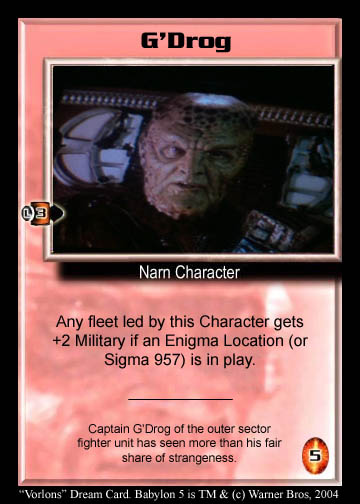 G'Drog
L 3
Narn Character
Any fleet led by this Character gets
+2 Military if an Enigma Location (or
Sigma 957) is in play.
Captain G'Drog of the outer sector
fighter unit has seen more than his fair
share of strangeness.
5
“Vorlons” Dream Card. Babylon 5 is TM & (c) Warner Bros, 2004